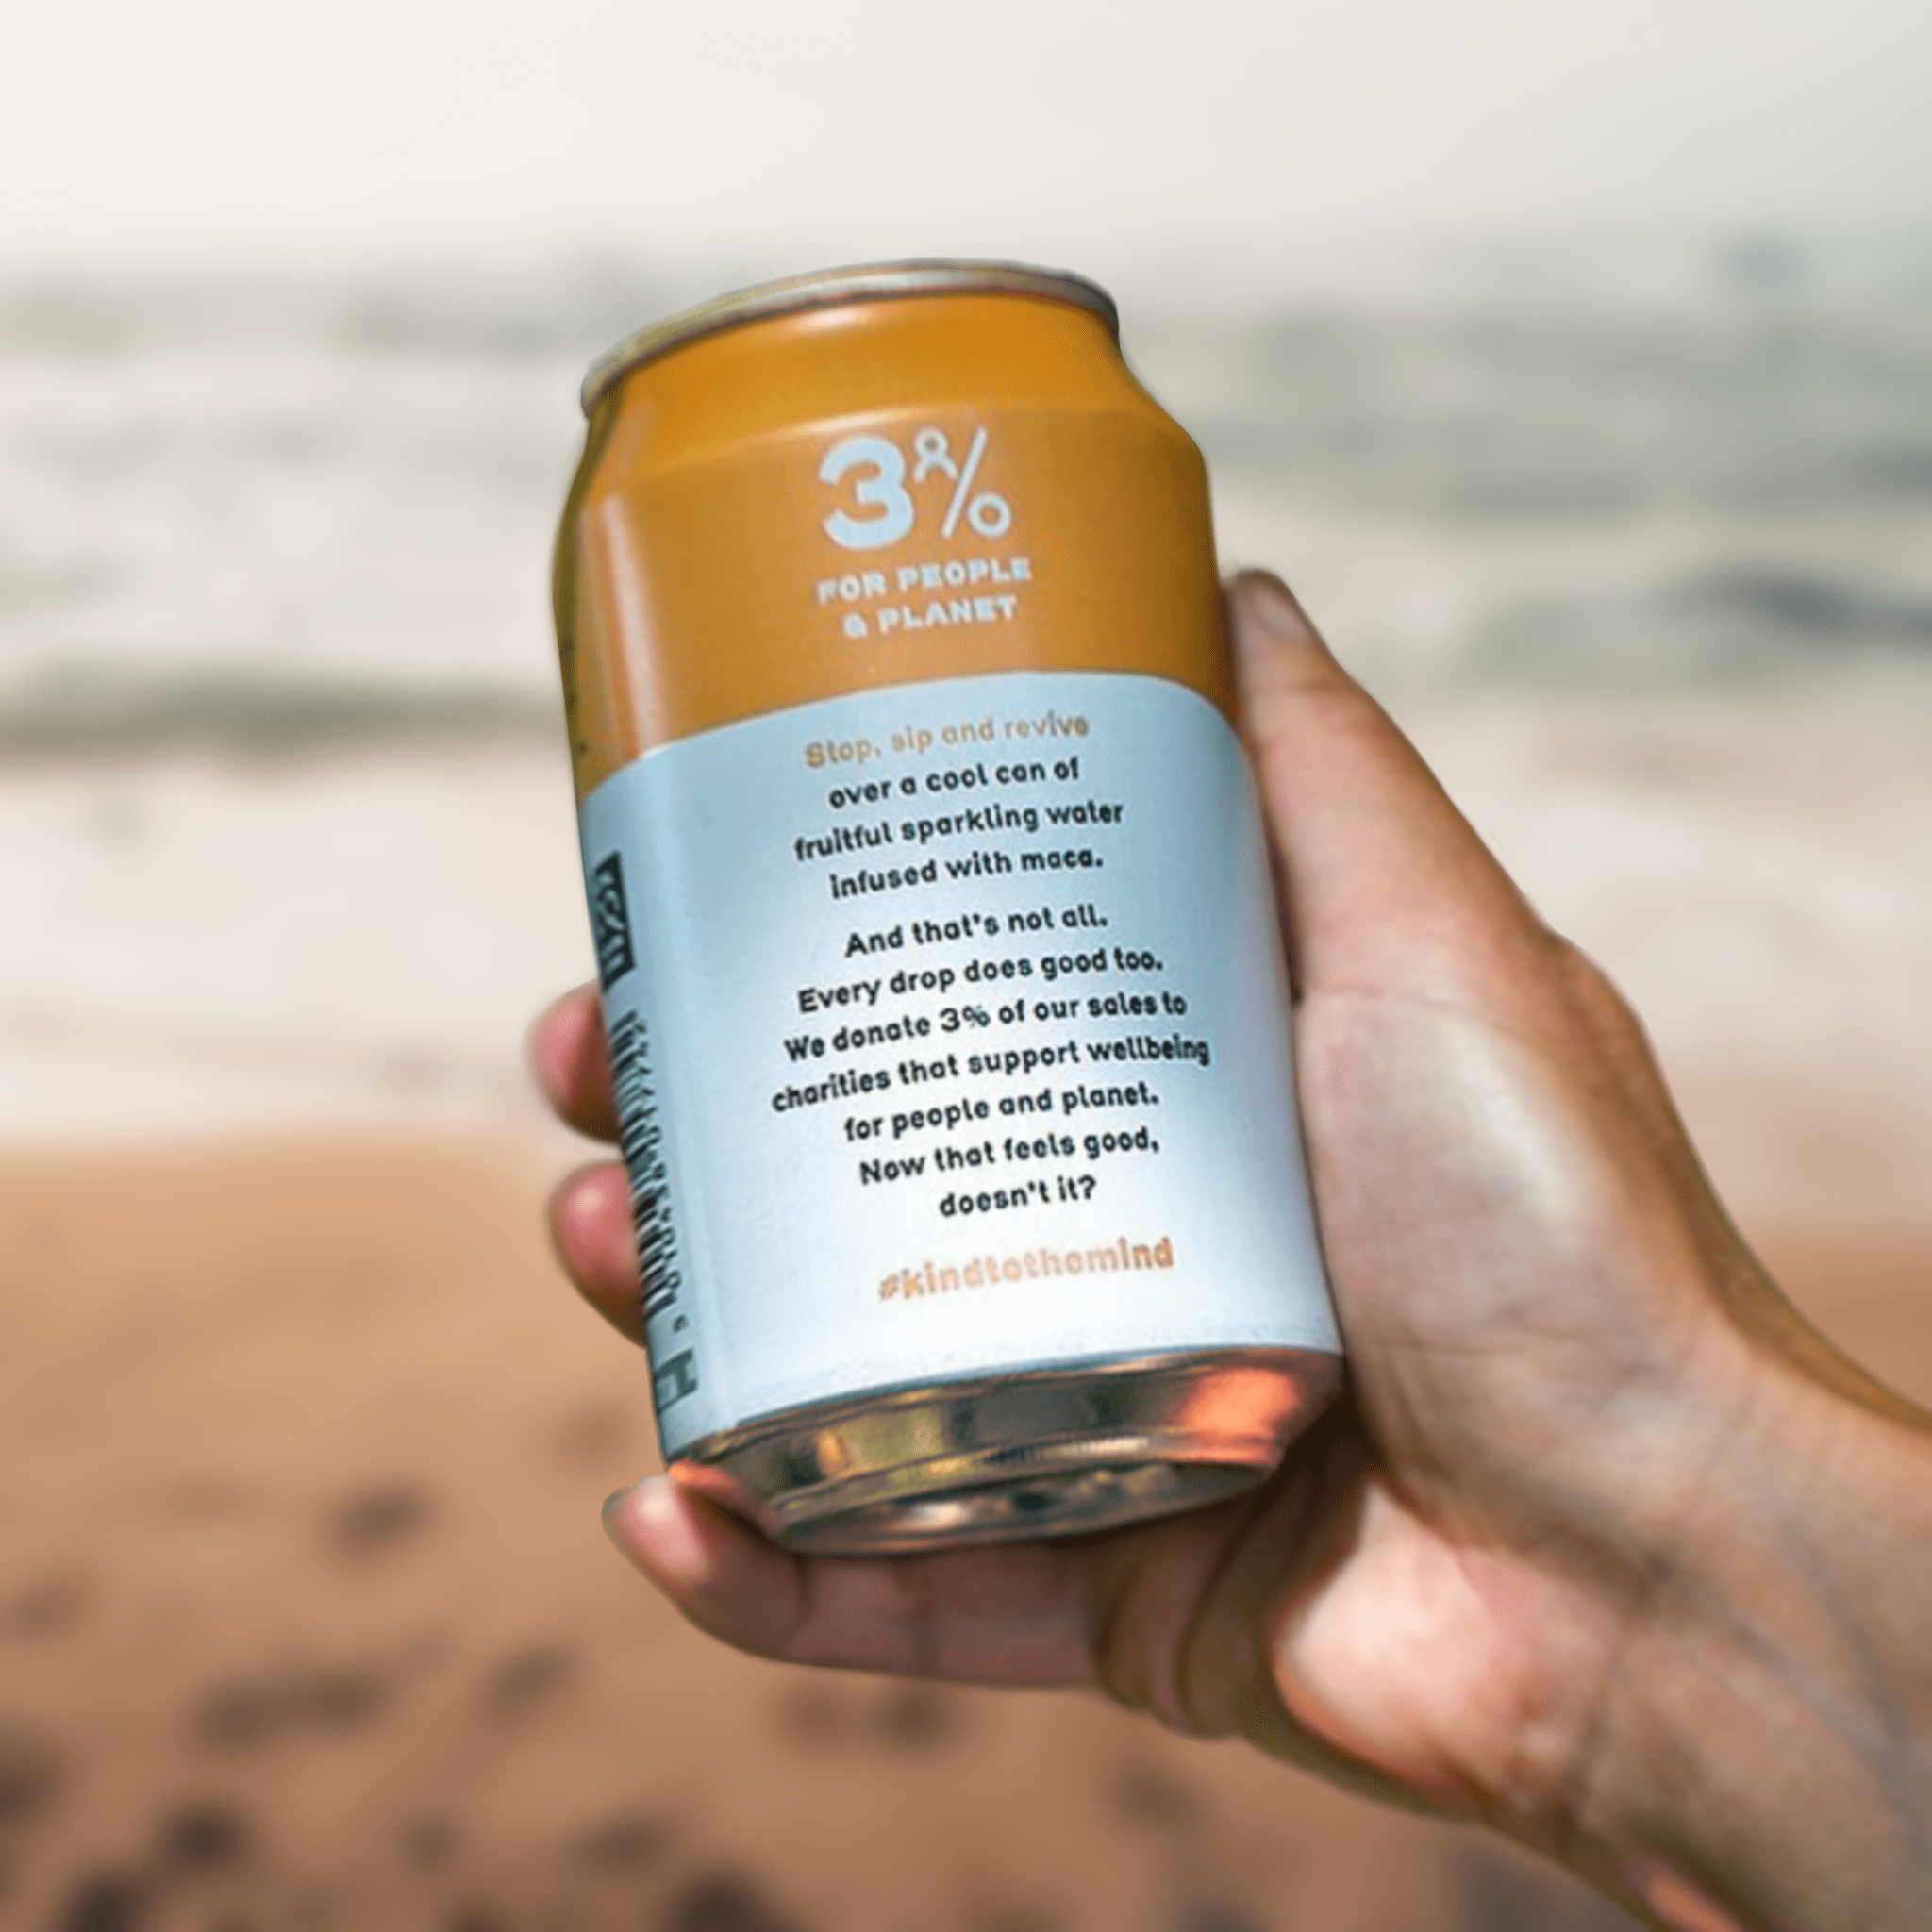 3%
FOR PEOPLE
& PLANET
Stop, sip and revive
over a cool can of
fruitful sparkling water
infused with maca.
And that's not all.
Every drop does good too.
We donate 3% of our sales to
charities that support wellbeing
for people and planet.
Now that feels good,
doesn't it?
#kindtothemind